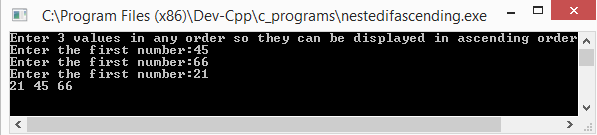 C:\Program Files (x86)\Dev-Cpp\c_programs\nestedifascending.exe
Enter 3 values in any order so they can be displayed in ascending order
Enter the first number:45
Enter the first number:66
Enter the first number:21
21 45 66